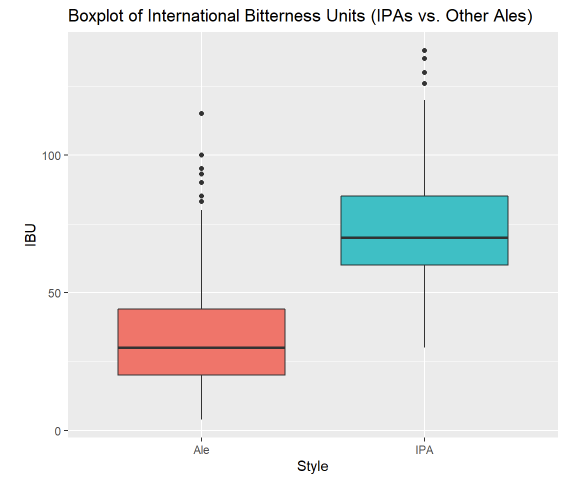 Boxplot of International Bitterness Units (IPAs vs. Other Ales)
100
50
0
IBU
Ale
IPA
Style